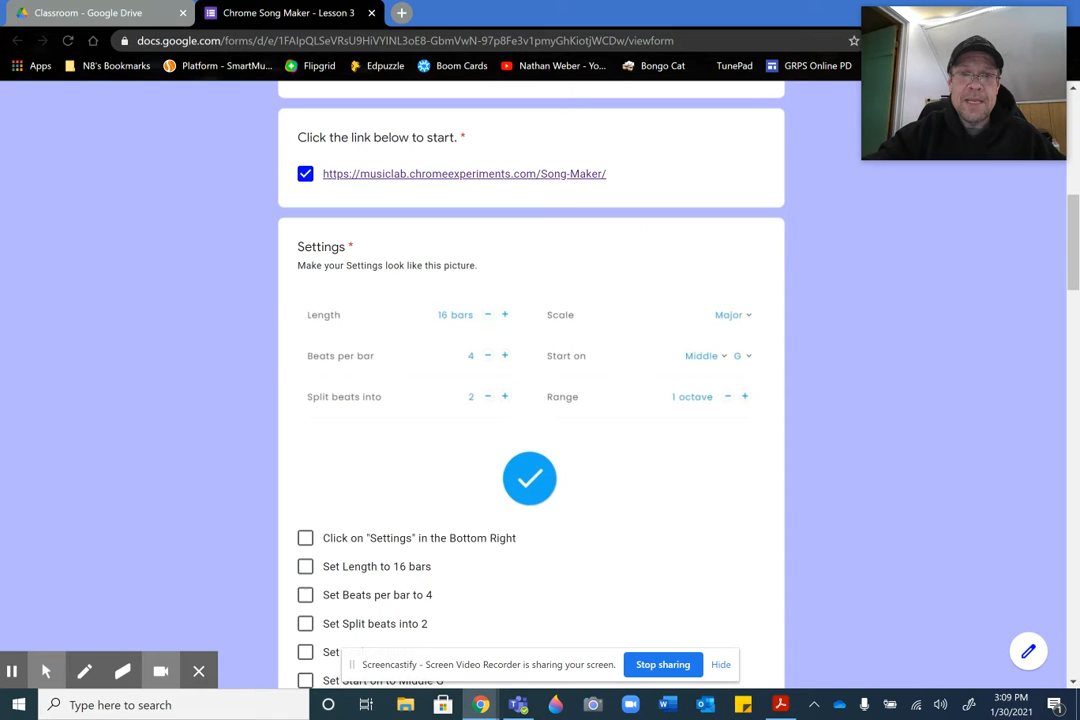 Classroom - Google Drive
Chrome Song Maker - Lesson 3
docs.google.com/forms/d/e/1FAIpQLSeVRsU9HiVYINL3oE8-GbmVwN-97p8Fe3v1pmyGhKiotjWCDw/viewform
Apps N8's Bookmarks Platform - SmartMu... Flipgrid Edpuzzle Boom Cards Nathan Weber - Yo... Bongo Cat TunePad GRPS Online PD
Click the link below to start. *
https://musiclab.chromeexperiments.com/Song-Maker/
Settings *
Make your Settings look like this picture.
Length 16 bars − + Scale Major
Beats per bar 4 − + Start on Middle G
Split beats into 2 − + Range 1 octave − +
Click on "Settings" in the Bottom Right
Set Length to 16 bars
Set Beats per bar to 4
Set Split beats into 2
Screencastify - Screen Video Recorder is sharing your screen. Stop sharing Hide
Set Start on to Middle G
Type here to search
3:09 PM
1/30/2021